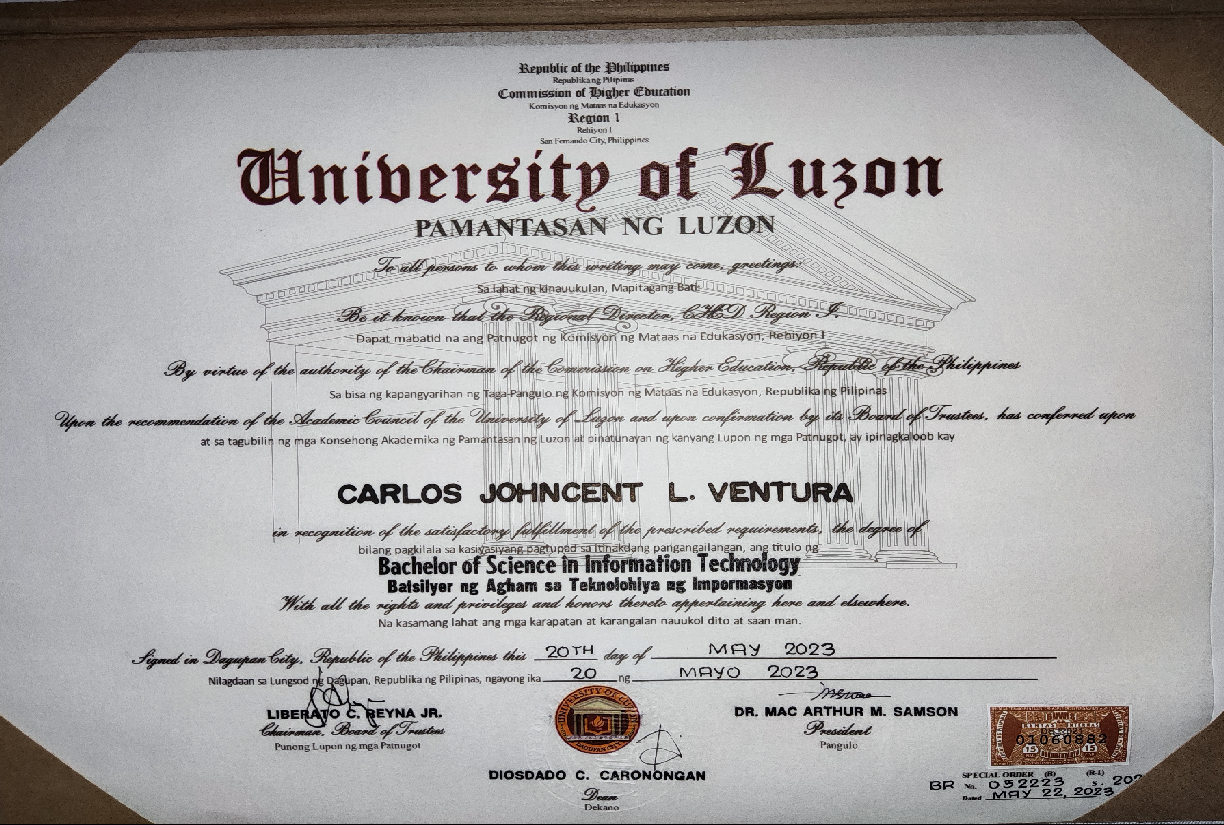 Republic of the Philippines
Republika ng Pilipinas
Commission of Higher Education
Komisyon ng Mataas na Edukasyon
Region 1
Rehiyon I
San Fernando City, Philippines
University of Luzon
PAMANTASAN NG LUZON
To all persons to whom this writing may come, greetings:
Sa lahat ng kinauukulan, Mapitagang Bati
Be it known that the Regional Director, CHED Region I,
Dapat mabatid na ang Patnugot ng Komisyon ng Mataas na Edukasyon, Rehiyon I
By virtue of the authority of the Chairman of the Commission on Higher Education, Republic of the Philippines
Sa bisa ng kapangyarihan ng Taga-Pangulo ng Komisyon ng Mataas na Edukasyon, Republika ng Pilipinas
Upon the recommendation of the Academic Council of the University of Luzon and upon confirmation by its Board of Trustees, has conferred upon
at sa tagubilin ng mga Konsehong Akademika ng Pamantasan ng Luzon at pinatunayan ng kanyang Lupon ng mga Patnugot, ay ipinagkaloob kay
CARLOS JOHNCENT L. VENTURA
in recognition of the satisfactory fulfillment of the prescribed requirements, the degree of
bilang pagkilala sa kasiyasiyang pagtupod sa itinakdang pangangailangan, ang titulo ng
Bachelor of Science in Information Technology
Batsilyer ng Agham sa Teknolohiya ng Impormasyon
With all the rights and privileges and honors thereto appertaining here and elsewhere.
Na kasamang lahat ang mga karapatan at karangalan nauukol dito at saan man.
Signed in Dagupan City, Republic of the Philippines this 20TH day of MAY 2023
Nilagdaan sa Lungsod ng Dagupan, Republika ng Pilipinas, ngayong ika 20 ng MAYO 2023
LIBERATO C. REYNA JR.
Chairman, Board of Trustees
Punong Lupon ng mga Patnugot
UNIVERSITY OF LUZON
DAGUPAN CITY
DR. MAC ARTHUR M. SAMSON
President
Pangulo
DIOSDADO C. CARONONGAN
Dean
Dekano
15 15
SPECIAL ORDER (B) (R-1)
BR No. 032223 s. 202
Dated MAY 22, 2023